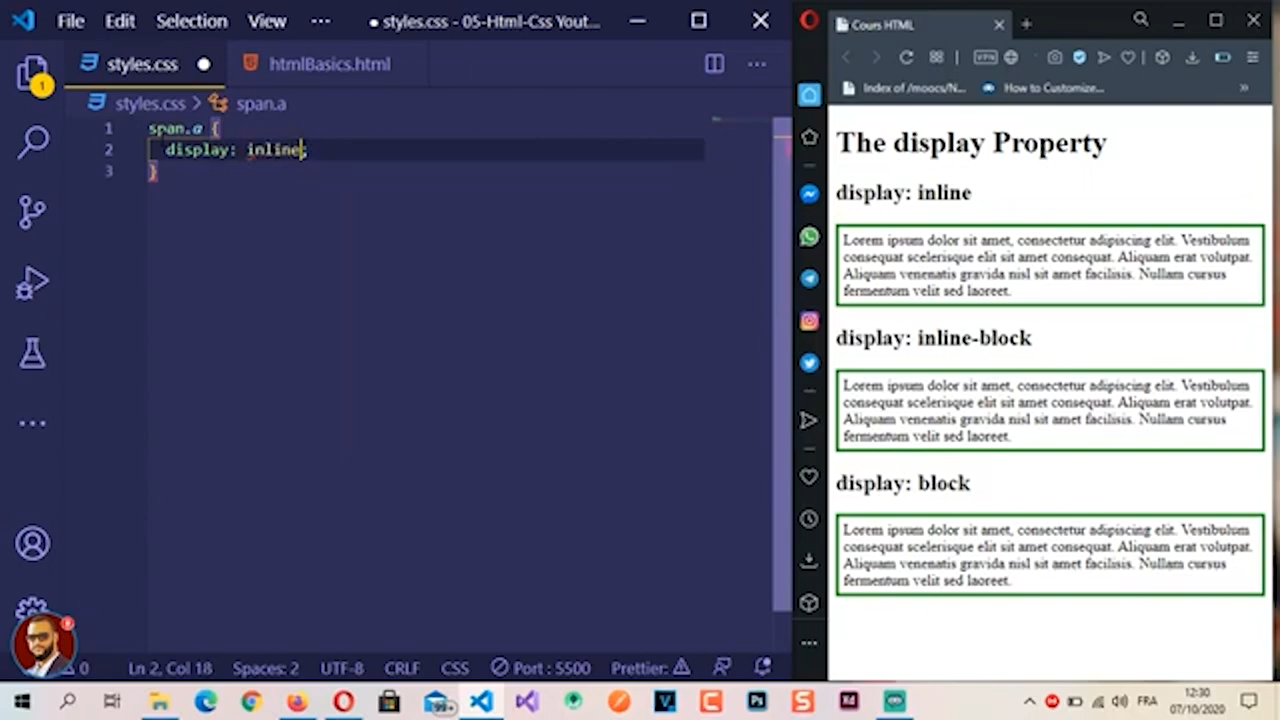 File Edit Selection View ··· ● styles.css - 05-Html-Css Yout...
styles.css ● htmlBasics.html ···
styles.css > span.a
1 span.a {
2 display: inline;
3 }
1
0 Ln 2, Col 18 Spaces: 2 UTF-8 CRLF CSS Port : 5500 Prettier:
Cours HTML
VPN
Index of /moocs/N... How to Customize... »
The display Property
display: inline
Lorem ipsum dolor sit amet, consectetur adipiscing elit. Vestibulum
consequat scelerisque elit sit amet consequat. Aliquam erat volutpat.
Aliquam venenatis gravida nisl sit amet facilisis. Nullam cursus
fermentum velit sed laoreet.
display: inline-block
Lorem ipsum dolor sit amet, consectetur adipiscing elit. Vestibulum
consequat scelerisque elit sit amet consequat. Aliquam erat volutpat.
Aliquam venenatis gravida nisl sit amet facilisis. Nullam cursus
fermentum velit sed laoreet.
display: block
Lorem ipsum dolor sit amet, consectetur adipiscing elit. Vestibulum
consequat scelerisque elit sit amet consequat. Aliquam erat volutpat.
Aliquam venenatis gravida nisl sit amet facilisis. Nullam cursus
fermentum velit sed laoreet.
99+ Ps S Xd FRA
12:30
07/10/2020